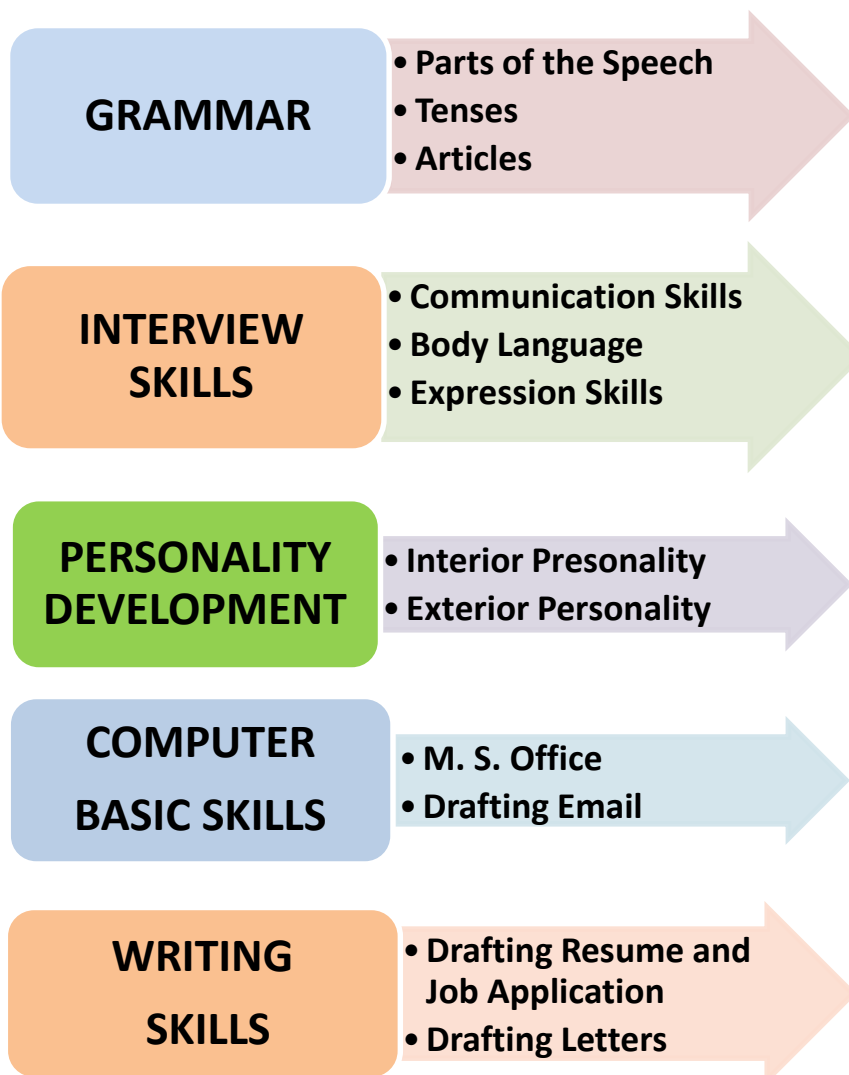 GRAMMAR
• Parts of the Speech
• Tenses
• Articles
INTERVIEW
SKILLS
• Communication Skills
• Body Language
• Expression Skills
PERSONALITY
DEVELOPMENT
• Interior Presonality
• Exterior Personality
COMPUTER
BASIC SKILLS
• M. S. Office
• Drafting Email
WRITING
SKILLS
• Drafting Resume and
Job Application
• Drafting Letters